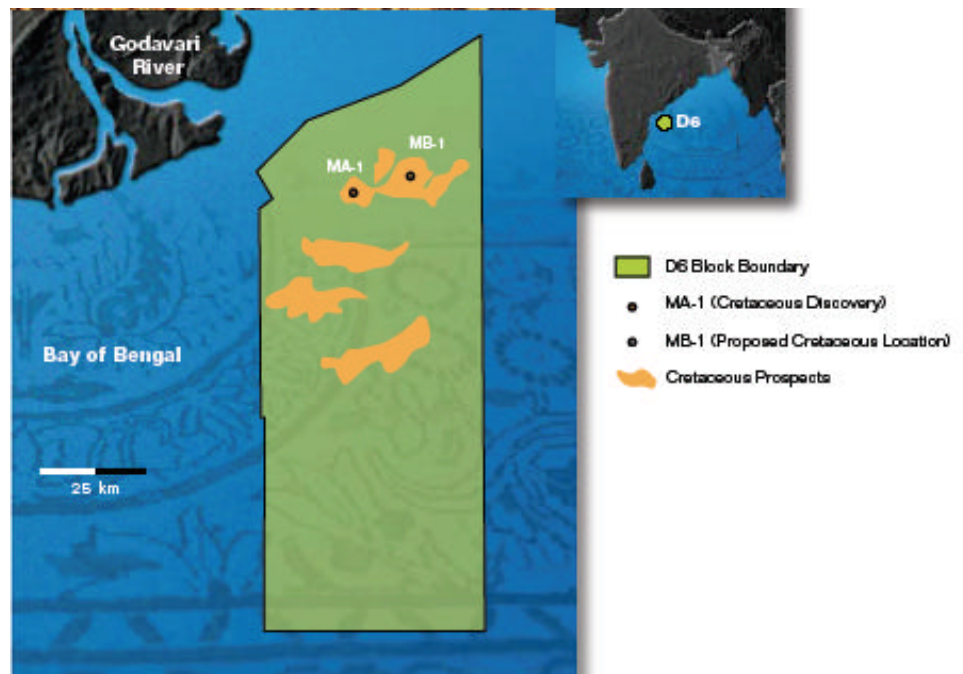 Godavari
River
D6
MB-1
MA-1
D6 Block Boundary
MA-1 (Cretaceous Discovery)
MB-1 (Proposed Cretaceous Location)
Cretaceous Prospects
Bay of Bengal
25 km